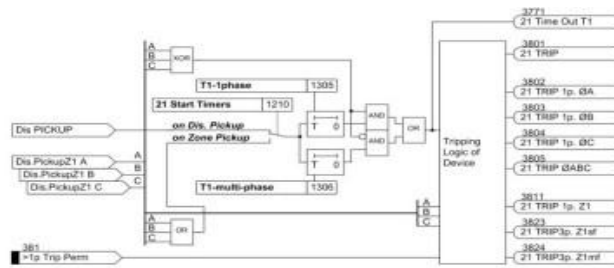 3771
21 Time Out T1
3801
21 TRIP
3802
21 TRIP 1p. ØA
3803
21 TRIP 1p. ØB
3804
21 TRIP 1p. ØC
3805
21 TRIP ØABC
3811
21 TRIP 1p. Z1
3823
21 TRIP3p. Z1sf
3824
21 TRIP3p. Z1mf
A
B
C
XOR
T1-1phase
1305
21 Start Timers
1210
on Dis. Pickup
on Zone Pickup
Dis PICKUP
T 0
AND
AND
OR
T 0
T1-multi-phase
1306
Tripping
Logic of
Device
Dis.PickupZ1 A
Dis.PickupZ1 B
Dis.PickupZ1 C
A
B
C
A
B
C
OR
A
B
C
381
>1p Trip Perm